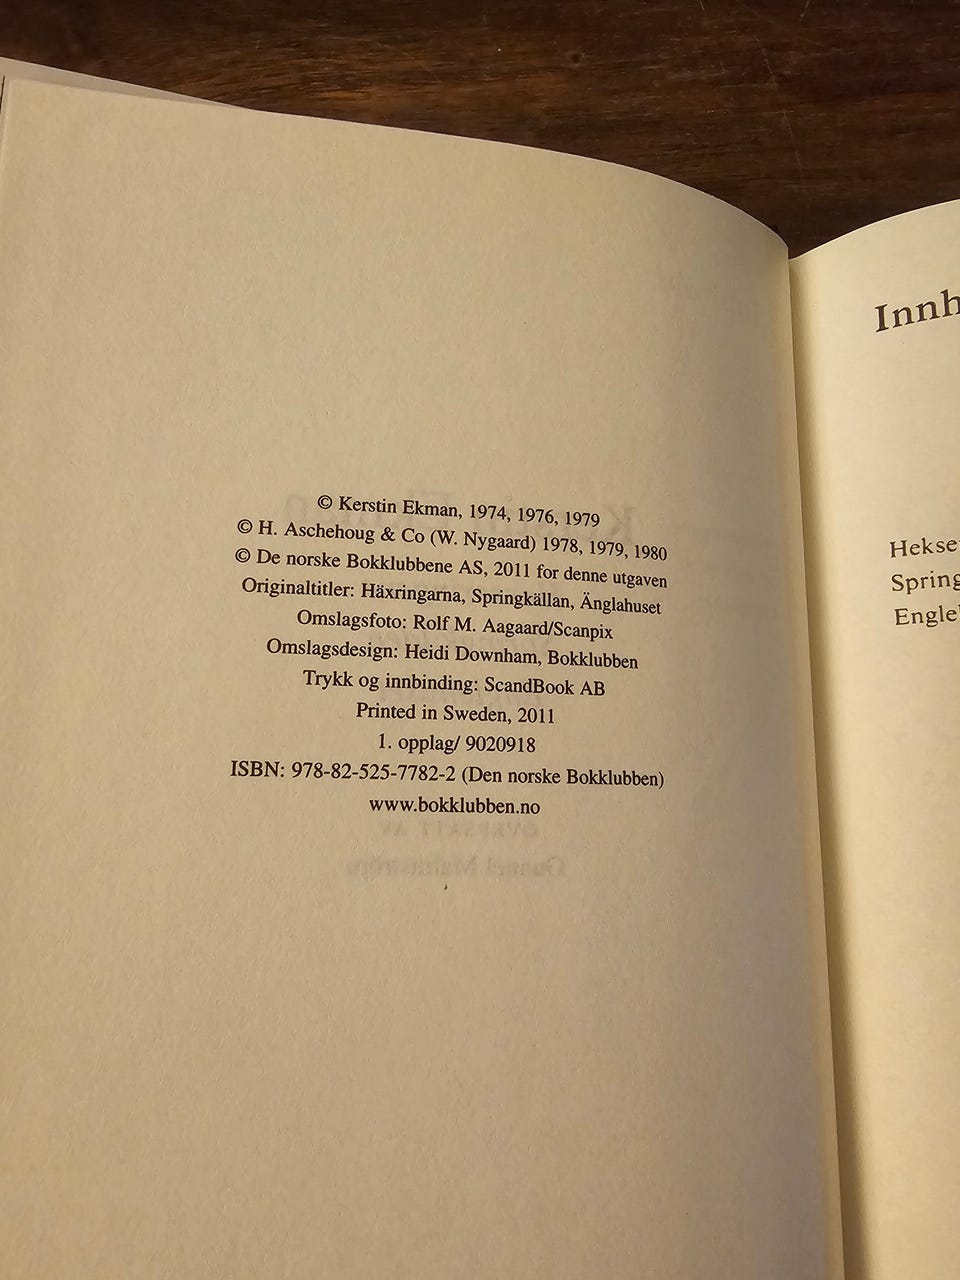 © Kerstin Ekman, 1974, 1976, 1979
© H. Aschehoug & Co (W. Nygaard) 1978, 1979, 1980
© De norske Bokklubbene AS, 2011 for denne utgaven
Originaltitler: Häxringarna, Springkällan, Änglahuset
Omslagsfoto: Rolf M. Aagaard/Scanpix
Omslagsdesign: Heidi Downham, Bokklubben
Trykk og innbinding: ScandBook AB
Printed in Sweden, 2011
1. opplag/ 9020918
ISBN: 978-82-525-7782-2 (Den norske Bokklubben)
www.bokklubben.no
Innh
Hekse
Spring
Engle